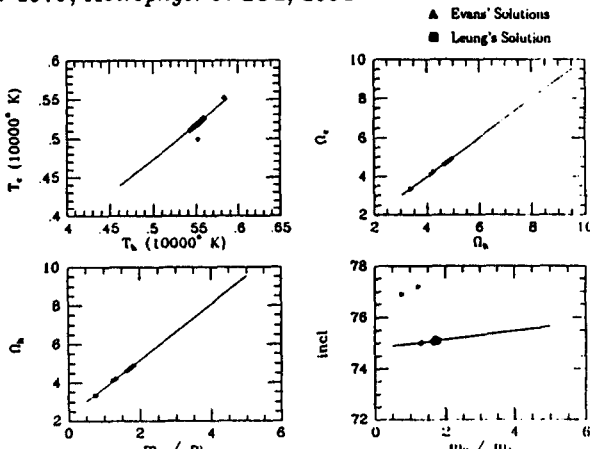 ▲ Evans' Solutions
■ Leung's Solution
T_c (10000° K)
.55
.5
.45
.4
.4 .45 .5 .55 .6 .65
T_h (10000° K)
Ω_c
10
8
6
4
2
2 4 6 8 10
Ω_h
Ω_h
10
8
6
4
2
0 2 4 6
incl
78
76
74
72
0 2 4 6